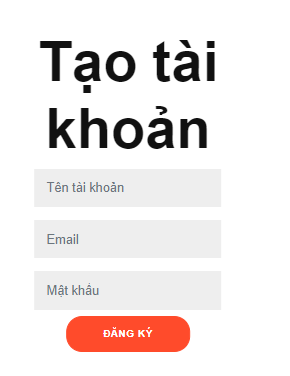 Tạo tài
khoản
Tên tài khoản
Email
Mật khẩu
ĐĂNG KÝ